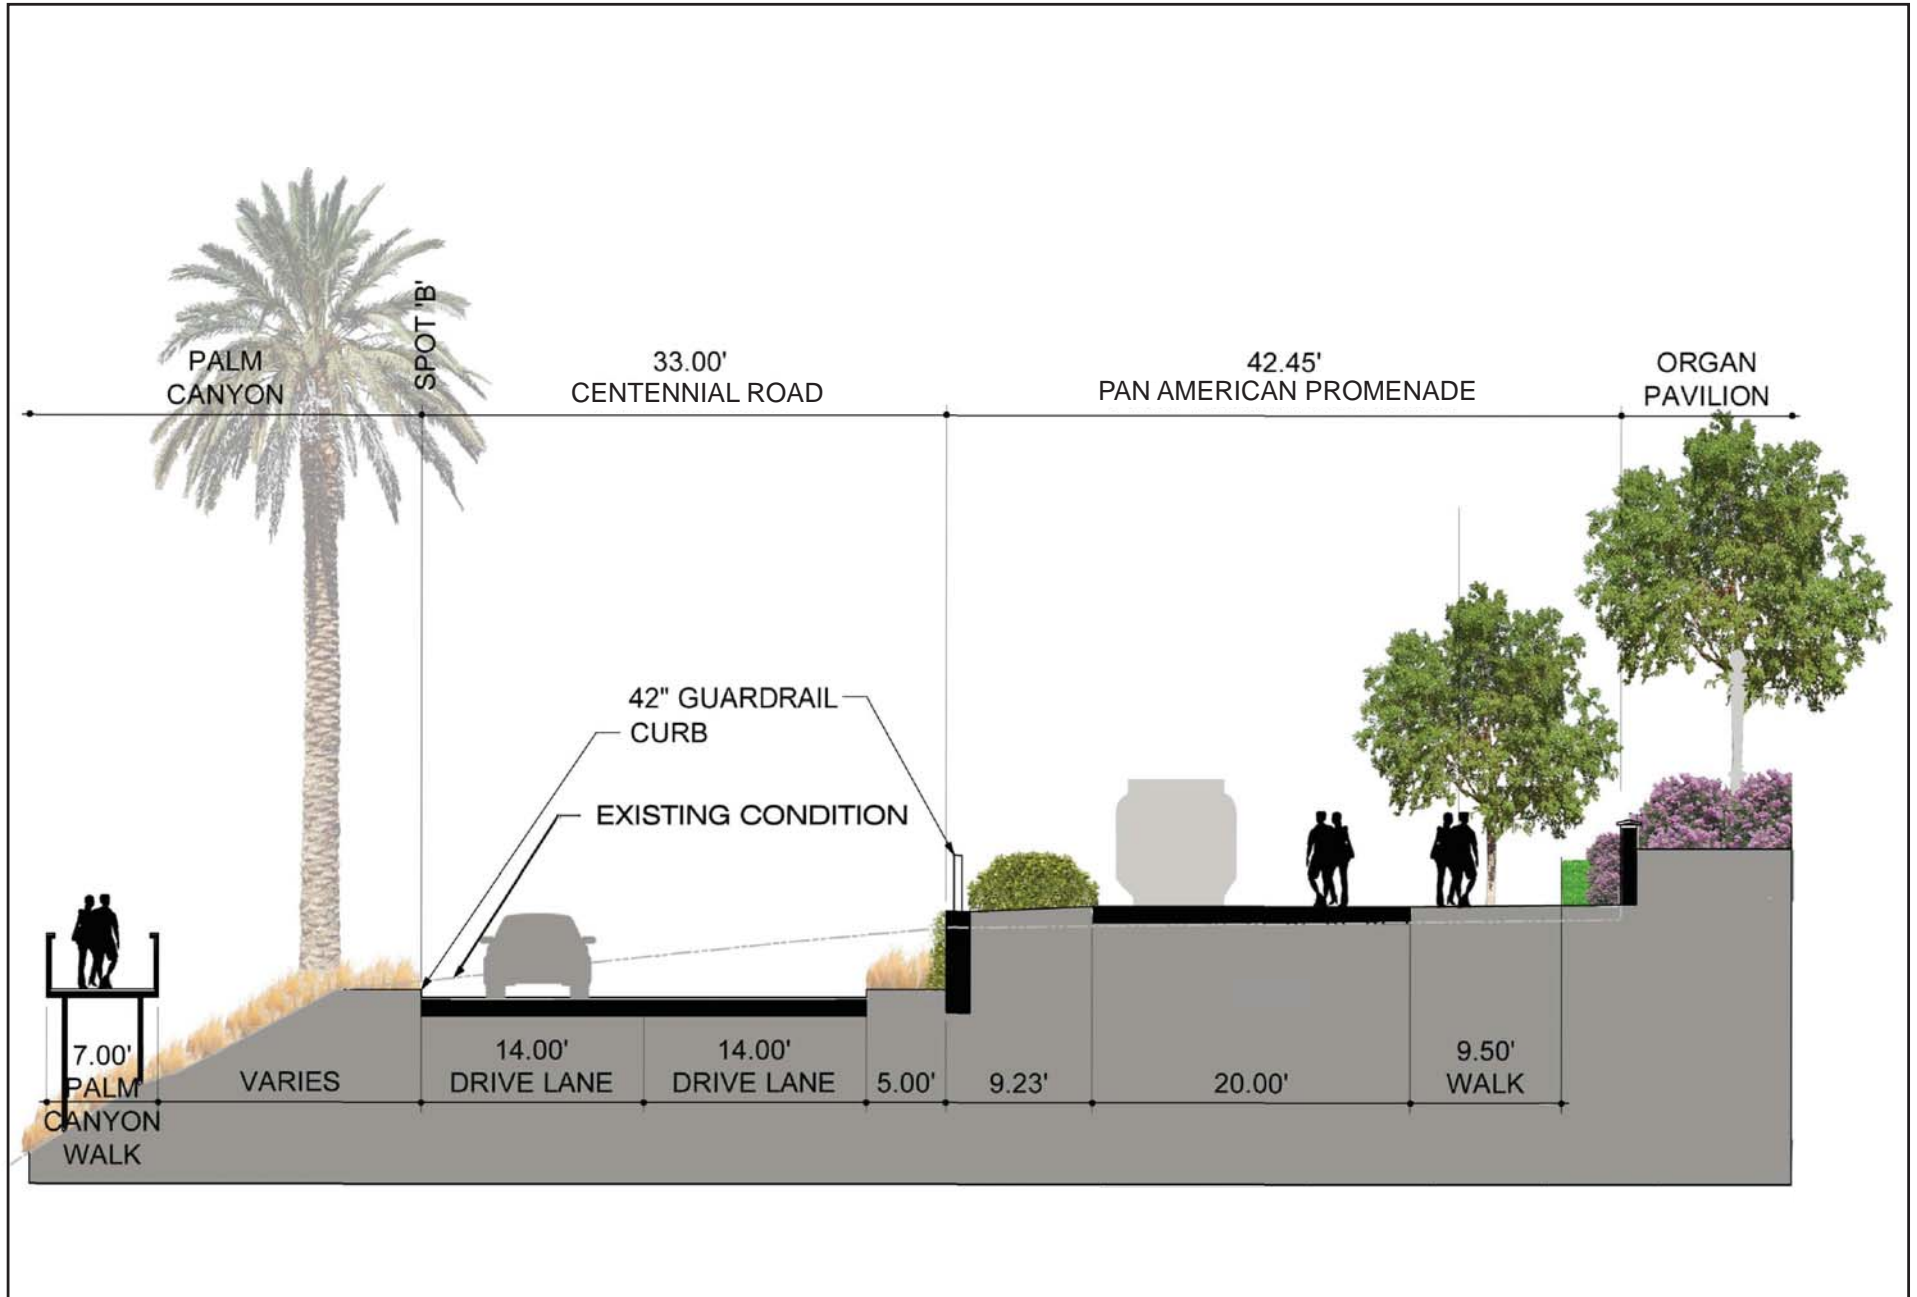 SPOT 'B'
PALM
CANYON
33.00'
CENTENNIAL ROAD
42.45'
PAN AMERICAN PROMENADE
ORGAN
PAVILION
42" GUARDRAIL
CURB
EXISTING CONDITION
7.00'
PALM
CANYON
WALK
VARIES
14.00'
DRIVE LANE
14.00'
DRIVE LANE
5.00'
9.23'
20.00'
9.50'
WALK